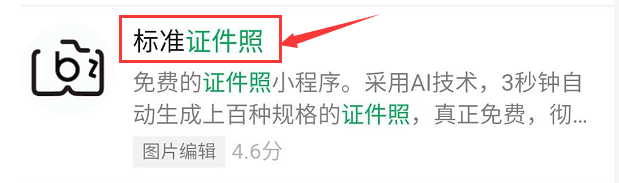 标准证件照
免费的证件照小程序。采用AI技术，3秒钟自
动生成上百种规格的证件照，真正免费，彻...
图片编辑 4.6分